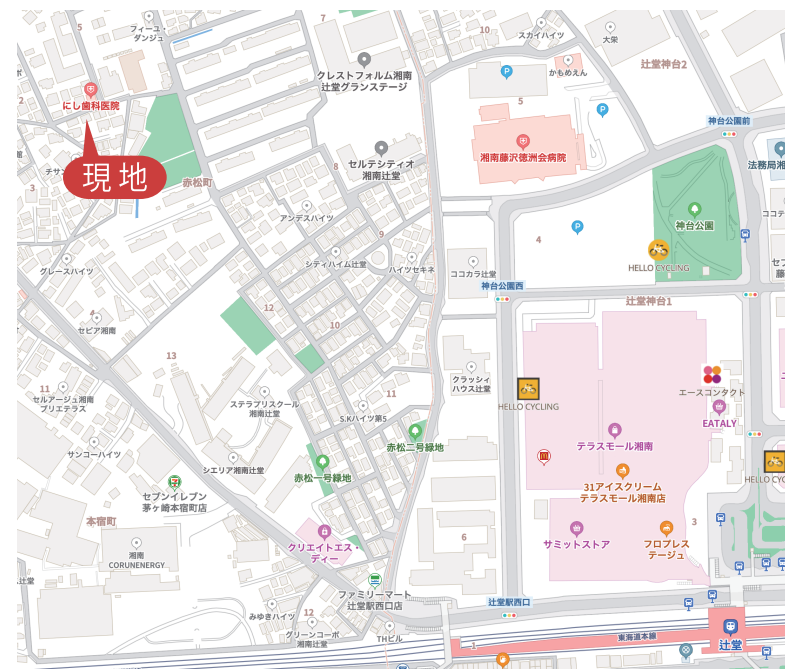 7
5
フィーユ・
ダンジュ
10
スカイハイツ
大栄
クレストフォルム湘南
辻堂グランステージ
かもめえん
辻堂神台2
P
2
にし歯科医院
5
P
神台公園前
現地
チサン
3
赤松町
8
セルテシティオ
湘南辻堂
湘南藤沢徳洲会病院
法務局湘
アンデスハイツ
9
4
P
神台公園
ココテ
シティハイム辻堂
ハイツセキネ
グレースハイツ
ココカラ辻堂
HELLO CYCLING
神台公園西
辻堂神台1
4
セピア湘南
12
10
13
11
セルアージュ湘南
ブリエテラス
ステラプリスクール
湘南辻堂
11
クラッシィ
ハウス辻堂
エースコンタクト
HELLO CYCLING
EATALY
S.Kハイツ第5
サンコーハイツ
シエリア湘南辻堂
赤松二号緑地
赤松一号緑地
テラスモール湘南
31アイスクリーム
テラスモール湘南店
HELLO CYC
セブンイレブン
茅ヶ崎本宿町店
本宿町
クリエイトエス・
ディー
6
サミットストア
フロプレス
テージュ
3
湘南
CORUNENERGY
辻堂
ファミリーマート
辻堂駅西口店
辻堂駅西口
みゆきハイツ
12
グリーンコーポ
湘南辻堂
THビル
1
東海道本線
辻堂